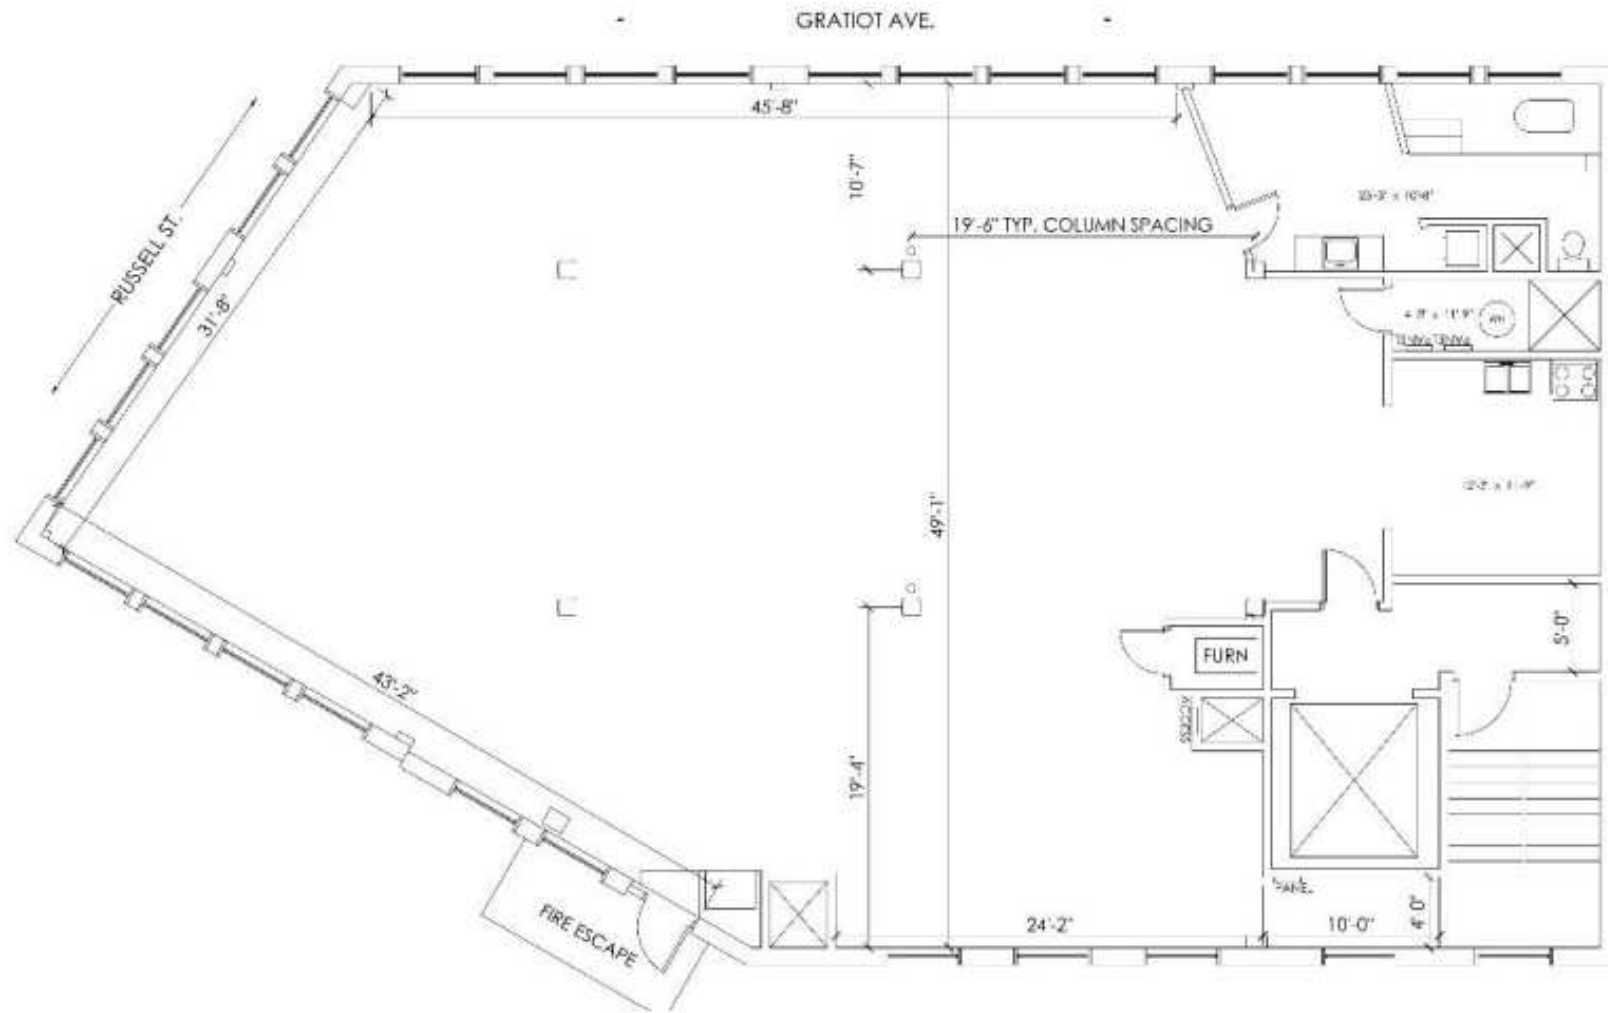 GRATIOT AVE.
45'-8"
RUSSELL ST.
10'-7"
19'-6" TYP. COLUMN SPACING
31'-8"
49'-1"
43'-2"
5'-0"
FURN
ACCESS
19'-4"
FIRE ESCAPE
24'-2"
10'-0"
4'-0"